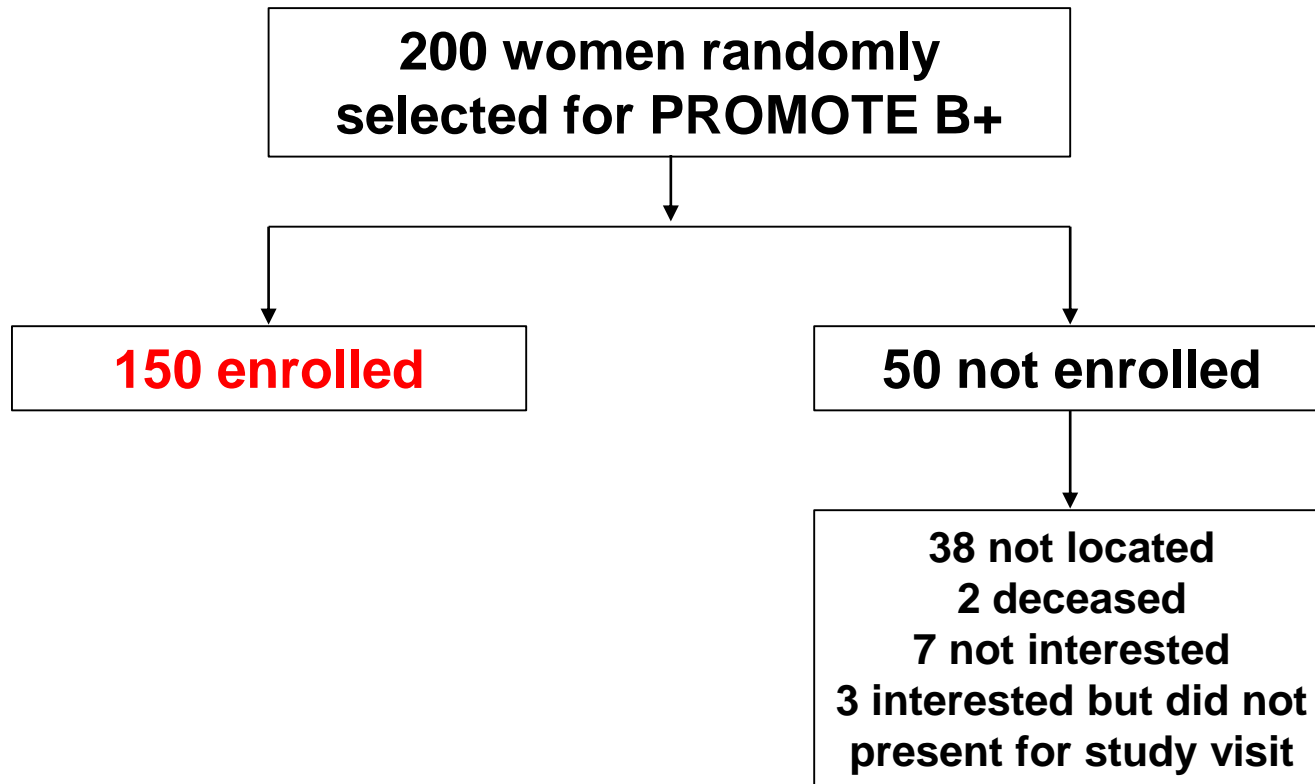 200 women randomly
selected for PROMOTE B+
150 enrolled
50 not enrolled
38 not located
2 deceased
7 not interested
3 interested but did not
present for study visit